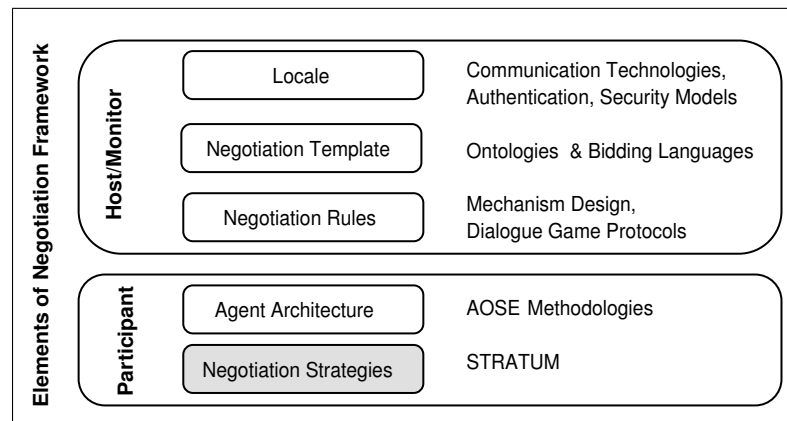 Elements of Negotiation Framework
Host/Monitor
Locale
Communication Technologies,
Authentication, Security Models
Negotiation Template
Ontologies & Bidding Languages
Negotiation Rules
Mechanism Design,
Dialogue Game Protocols
Participant
Agent Architecture
AOSE Methodologies
Negotiation Strategies
STRATUM